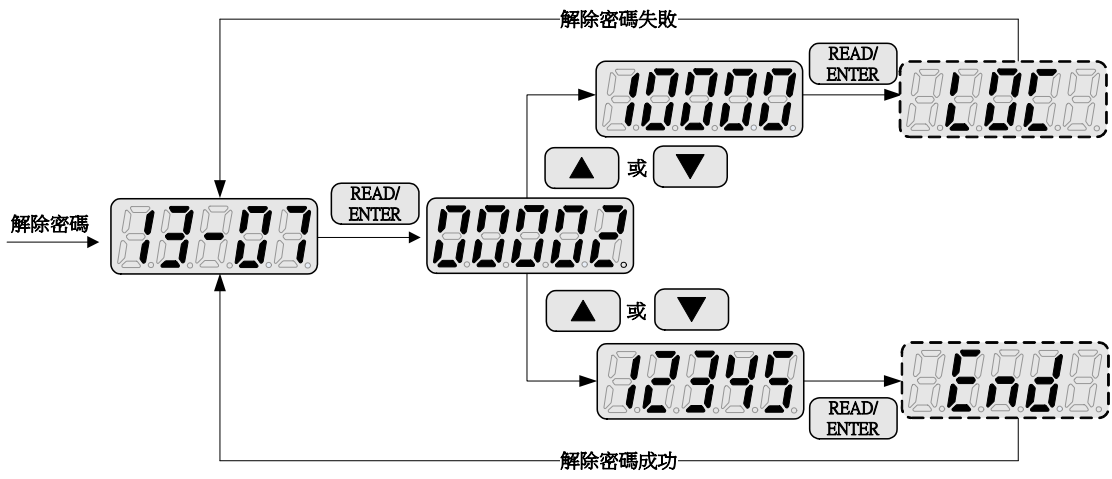 解除密碼失敗
READ/
ENTER
10000
LOC
▲ 或 ▼
解除密碼
13-07
READ/
ENTER
00002
▲ 或 ▼
12345
READ/
ENTER
End
解除密碼成功